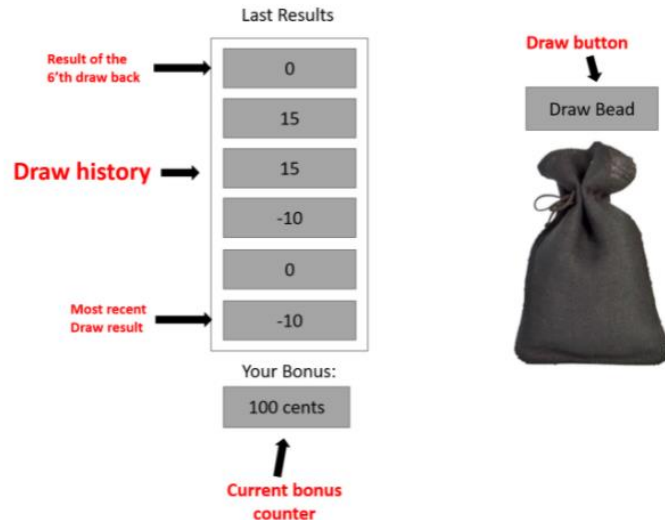 Last Results
Result of the
6'th draw back
0
15
Draw history
15
-10
0
Most recent
Draw result
-10
Your Bonus:
100 cents
Current bonus
counter
Draw button
Draw Bead